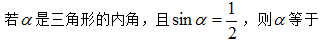 若α是三角形的内角，且sin α = 1/2，则α等于